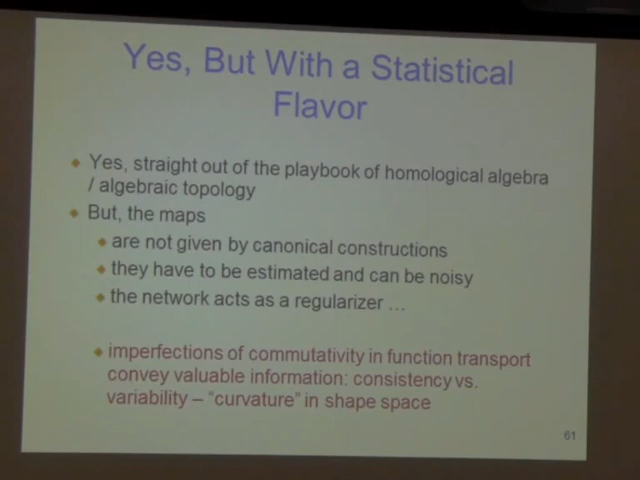 Yes, But With a Statistical
Flavor
Yes, straight out of the playbook of homological algebra
/ algebraic topology
But, the maps
are not given by canonical constructions
they have to be estimated and can be noisy
the network acts as a regularizer …
imperfections of commutativity in function transport
convey valuable information: consistency vs.
variability – “curvature” in shape space
61